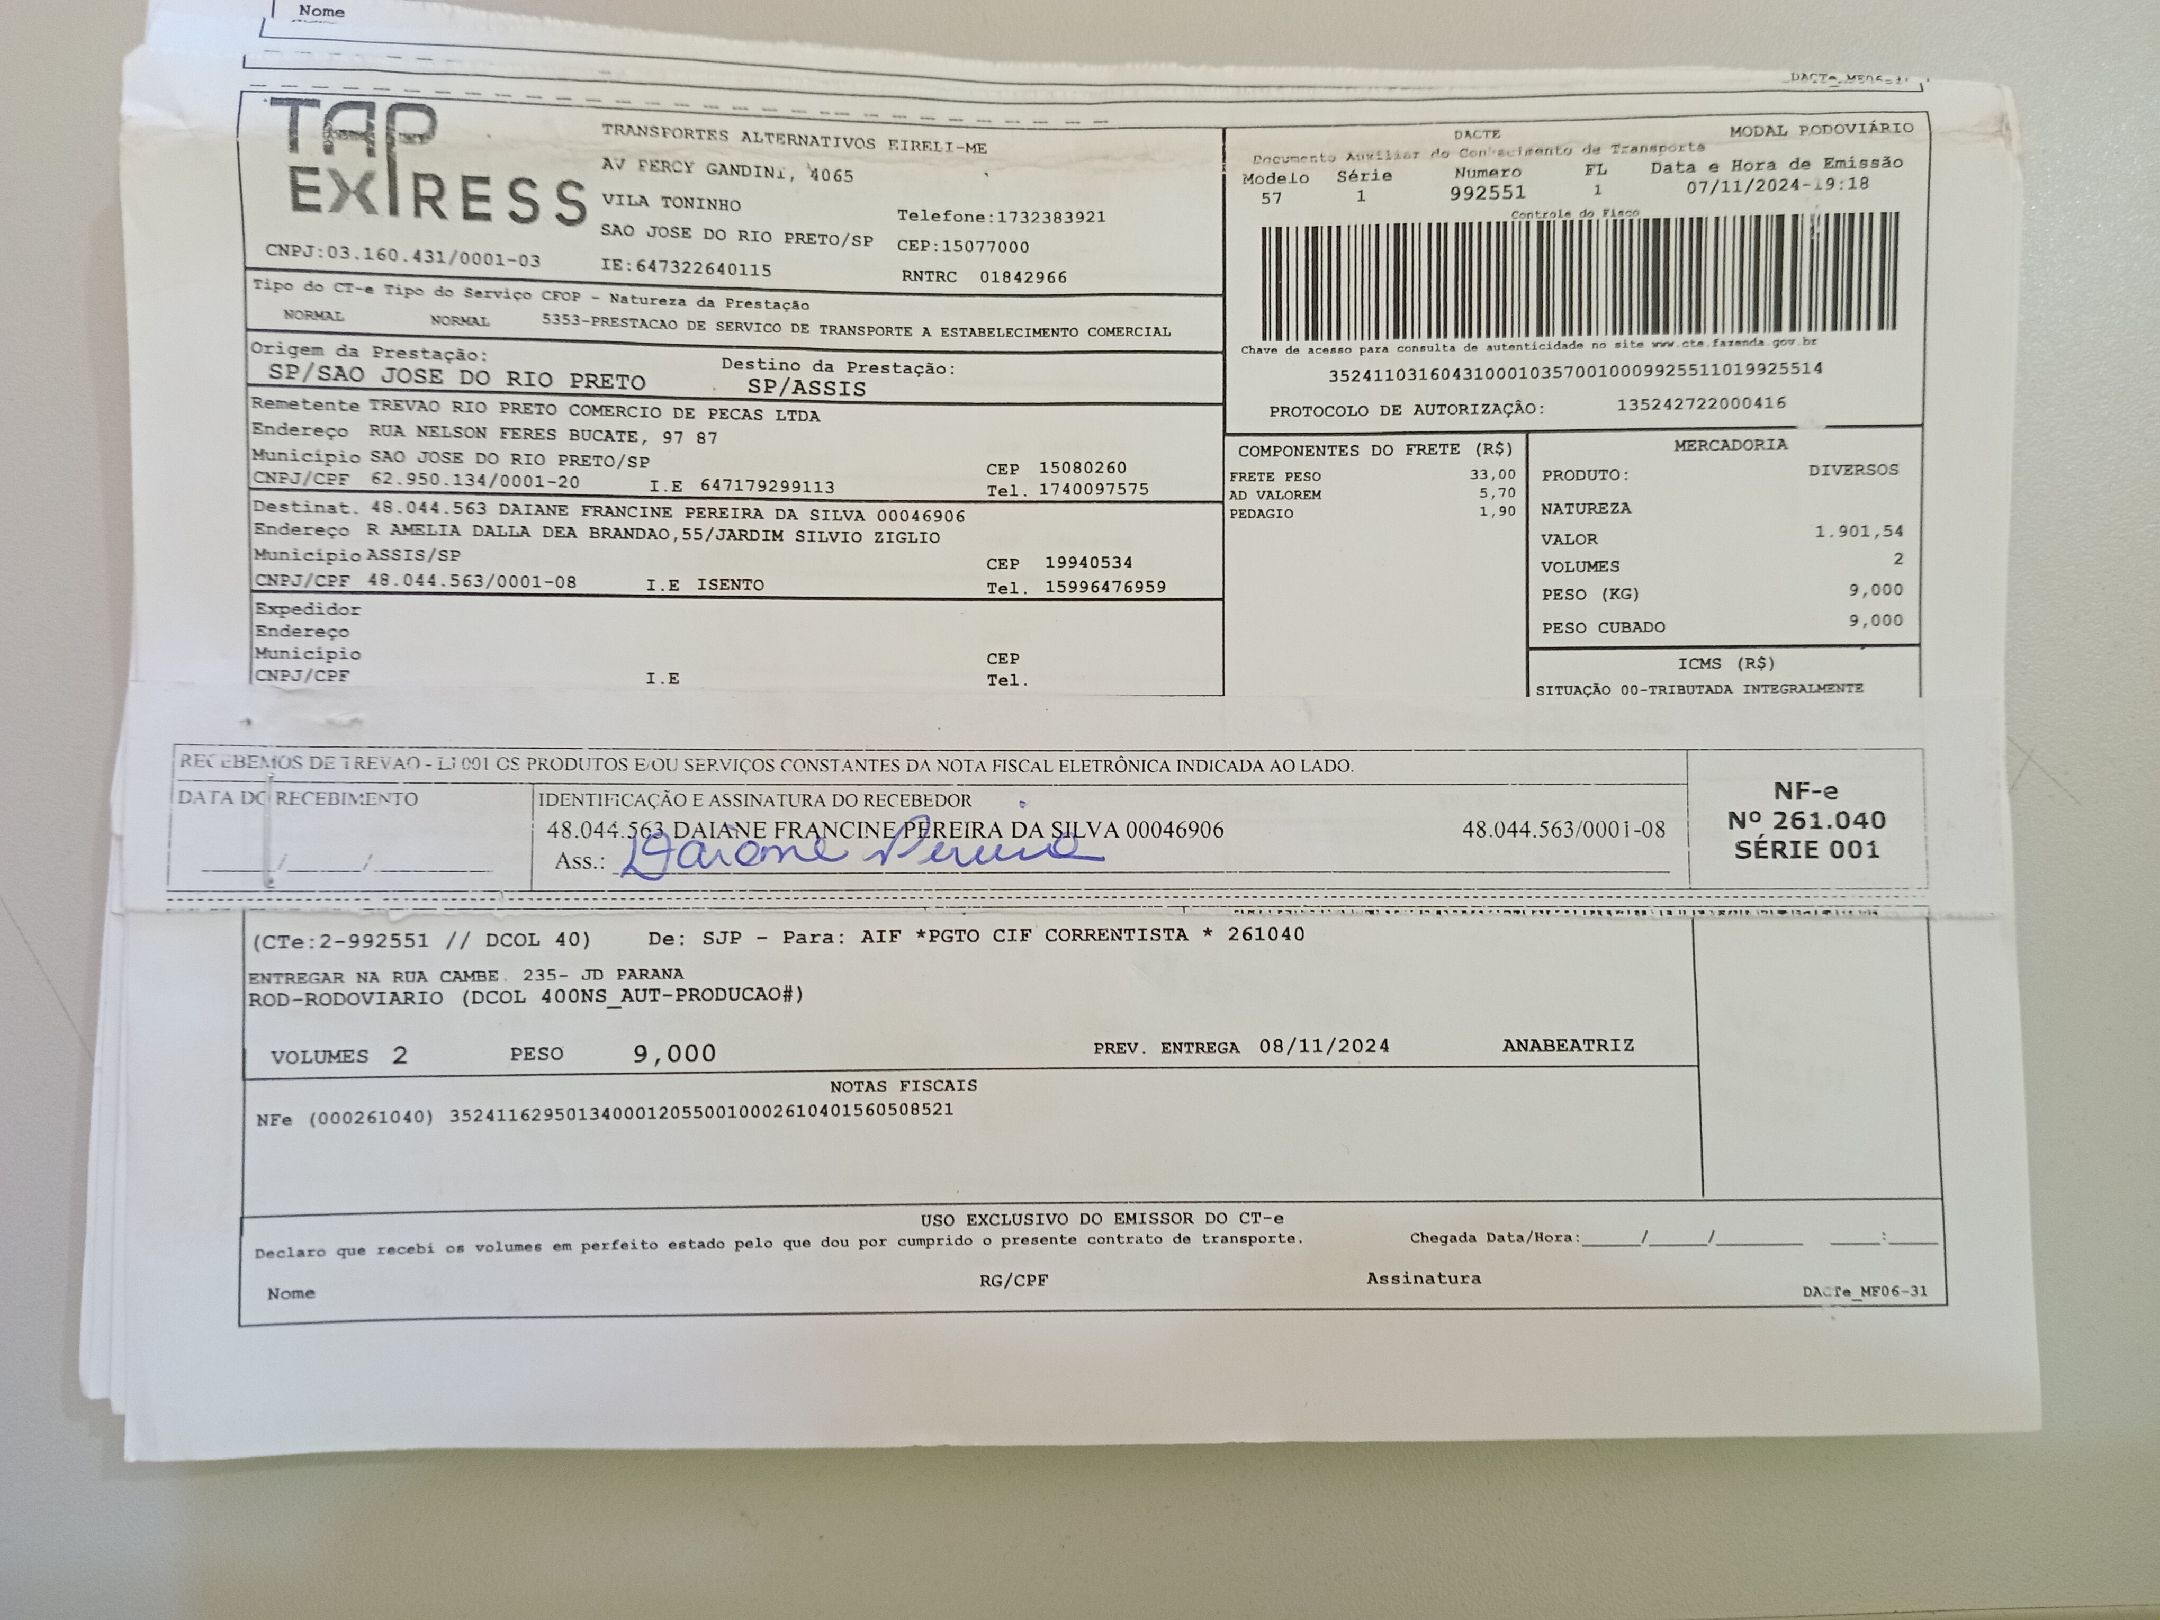 Nome
DACTe_MF06-31
TAP EXPRESS
TRANSPORTES ALTERNATIVOS EIRELI-ME
AV PERCY GANDINI, 4065
VILA TONINHO
Telefone:1732383921
SAO JOSE DO RIO PRETO/SP CEP:15077000
CNPJ:03.160.431/0001-03 IE:647322640115 RNTRC 01842966
DACTE MODAL RODOVIÁRIO
Documento Auxiliar do Conhecimento de Transporte
Modelo Série Numero FL Data e Hora de Emissão
57 1 992551 1 07/11/2024-19:18
Controle do Fisco
Chave de acesso para consulta de autenticidade no site www.cte.fazenda.gov.br
35241103160431000103570010009925511019925514
PROTOCOLO DE AUTORIZAÇÃO: 135242722000416
Tipo do CT-e Tipo do Serviço CFOP - Natureza da Prestação
NORMAL NORMAL 5353-PRESTACAO DE SERVICO DE TRANSPORTE A ESTABELECIMENTO COMERCIAL
Origem da Prestação: Destino da Prestação:
SP/SAO JOSE DO RIO PRETO SP/ASSIS
Remetente TREVAO RIO PRETO COMERCIO DE PECAS LTDA
Endereço RUA NELSON FERES BUCATE, 97 87
Município SAO JOSE DO RIO PRETO/SP CEP 15080260
CNPJ/CPF 62.950.134/0001-20 I.E 647179299113 Tel. 1740097575
Destinat. 48.044.563 DAIANE FRANCINE PEREIRA DA SILVA 00046906
Endereço R AMELIA DALLA DEA BRANDAO,55/JARDIM SILVIO ZIGLIO
Município ASSIS/SP CEP 19940534
CNPJ/CPF 48.044.563/0001-08 I.E ISENTO Tel. 15996476959
Expedidor
Endereço
Município CEP
CNPJ/CPF I.E Tel.
COMPONENTES DO FRETE (R$)
FRETE PESO 33,00
AD VALOREM 5,70
PEDAGIO 1,90
MERCADORIA
PRODUTO: DIVERSOS
NATUREZA
VALOR 1.901,54
VOLUMES 2
PESO (KG) 9,000
PESO CUBADO 9,000
ICMS (R$)
SITUAÇÃO 00-TRIBUTADA INTEGRALMENTE
RECEBEMOS DE TREVAO - LJ 001 OS PRODUTOS E/OU SERVIÇOS CONSTANTES DA NOTA FISCAL ELETRÔNICA INDICADA AO LADO.
DATA DO RECEBIMENTO IDENTIFICAÇÃO E ASSINATURA DO RECEBEDOR
48.044.563 DAIANE FRANCINE PEREIRA DA SILVA 00046906 48.044.563/0001-08
___/___/___ Ass.: Daiane Pereira
NF-e
Nº 261.040
SÉRIE 001
(CTe:2-992551 // DCOL 40) De: SJP - Para: AIF *PGTO CIF CORRENTISTA * 261040
ENTREGAR NA RUA CAMBE. 235- JD PARANA
ROD-RODOVIARIO (DCOL 400NS_AUT-PRODUCAO#)
VOLUMES 2 PESO 9,000 PREV. ENTREGA 08/11/2024 ANABEATRIZ
NOTAS FISCAIS
NFe (000261040) 35241162950134000120550010002610401560508521
USO EXCLUSIVO DO EMISSOR DO CT-e
Declaro que recebi os volumes em perfeito estado pelo que dou por cumprido o presente contrato de transporte. Chegada Data/Hora:___/___/___ __:__
Nome RG/CPF Assinatura
DACTe_MF06-31